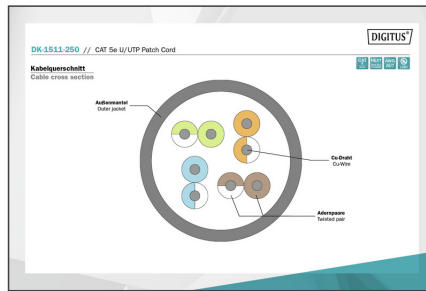 DIGITUS®
DK-1511-250 // CAT 5e U/UTP Patch Cord
Kabelquerschnitt
Cable cross section
Außenmantel
Outer jacket
Cu-Draht
Cu-Wire
Adernpaare
Twisted pair